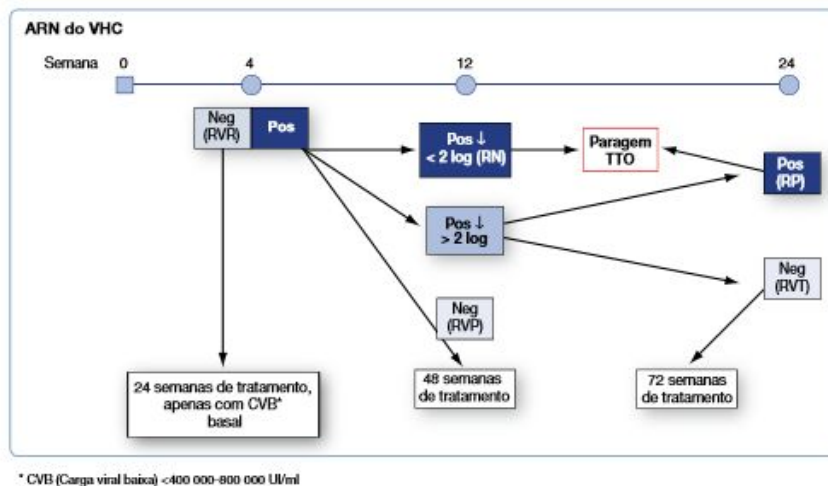 ARN do VHC
Semana 0 4 12 24
Neg
(RVR)
Pos
Pos ↓
< 2 log (RN)
Paragem
TTO
Pos
(RP)
Pos ↓
> 2 log
Neg
(RVT)
Neg
(RVP)
24 semanas de tratamento,
apenas com CVB*
basal
48 semanas
de tratamento
72 semanas
de tratamento
* CVB (Carga viral baixa) <400 000-800 000 UI/ml